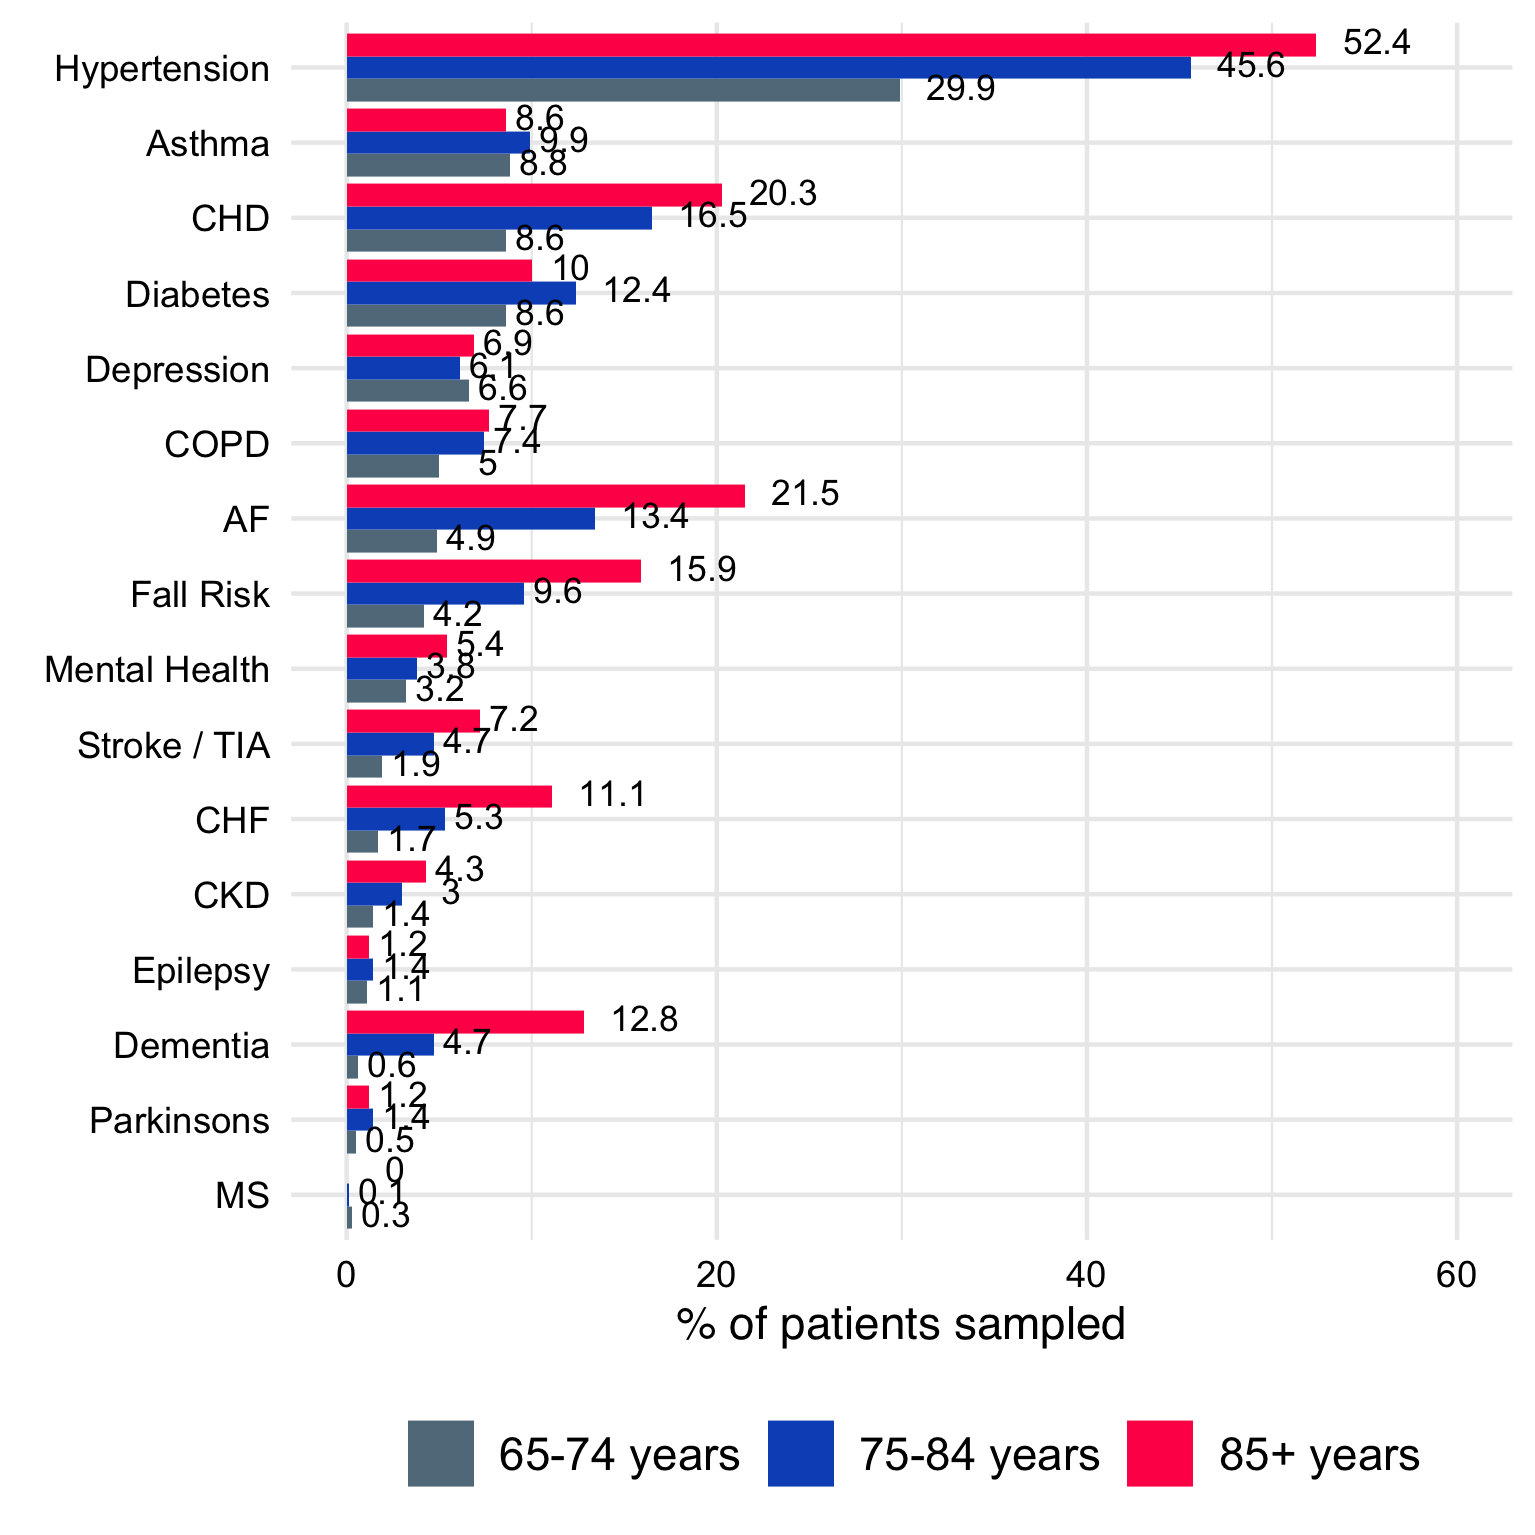 52.4
Hypertension 45.6
29.9
8.6
Asthma 9.9
8.8
20.3
CHD 16.5
8.6
10
Diabetes 12.4
8.6
6.9
Depression 6.1
6.6
7.7
COPD 7.4
5
21.5
AF 13.4
4.9
15.9
Fall Risk 9.6
4.2
5.4
Mental Health 3.8
3.2
7.2
Stroke / TIA 4.7
1.9
11.1
CHF 5.3
1.7
4.3
CKD 3
1.4
1.2
Epilepsy 1.4
1.1
12.8
Dementia 4.7
0.6
1.2
Parkinsons 1.4
0.5
0
MS 0.1
0.3
0 20 40 60
% of patients sampled
65-74 years 75-84 years 85+ years